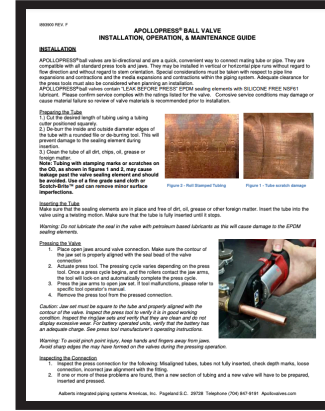 I850900 REV. F
APOLLOPRESS® BALL VALVE
INSTALLATION, OPERATION, & MAINTENANCE GUIDE
INSTALLATION
APOLLOPRESS® ball valves are bi-directional and are a quick, convenient way to connect mating tube or pipe. They are
compatible with all standard press tools and jaws. They may be installed in vertical or horizontal pipe runs without regard to
flow direction and without regard to stem orientation. Special considerations must be taken with respect to pipe line
expansions and contractions and the media expansions and contractions within the piping system. Adequate clearance for
the press tools must also be considered when planning an installation.
APOLLOPRESS® ball valves contain "LEAK BEFORE PRESS" EPDM sealing elements with SILICONE FREE NSF61
lubricant. Please confirm service complies with the ratings listed for the valve. Corrosive service conditions may damage or
cause material failure so review of valve materials is recommended prior to installation.
Preparing the Tube
1.) Cut the desired length of tubing using a tubing
cutter positioned squarely.
2.) De-burr the inside and outside diameter edges of
the tube with a rounded file or de-burring tool. This will
prevent damage to the sealing element during
insertion.
3.) Clean the tube of all dirt, chips, oil, grease or
foreign matter.
Note: Tubing with stamping marks or scratches on
the OD, as shown in figures 1 and 2, may cause
leakage past the valve sealing element and should
be avoided. Use of a fine grade sand cloth or
Scotch-Brite™ pad can remove minor surface
imperfections.
Figure 2 - Roll Stamped Tubing
Figure 1 - Tube scratch damage
Inserting the Tube
Make sure that the sealing elements are in place and free of dirt, oil, grease or other foreign matter. Insert the tube into the
valve using a twisting motion. Make sure that the tube is fully inserted until it stops.
Warning: Do not lubricate the seal in the valve with petroleum based lubricants as this will cause damage to the EPDM
sealing elements.
Pressing the Valve
1. Place open jaws around valve connection. Make sure the contour of
the jaw set is properly aligned with the seal bead of the valve
connection
2. Actuate press tool. The pressing cycle varies depending on the press
tool. Once a press cycle begins, and the rollers contact the jaw arms,
the tool will lock-on and automatically complete the press cycle.
3. Press the jaw arms to open jaw set. If tool malfunctions, please refer to
specific tool operator's manual.
4. Remove the press tool from the pressed connection.
Caution: Jaw set must be square to the tube and properly aligned with the
contour of the valve. Inspect the press tool to verify it is in good working
condition. Inspect the ring/jaw sets and verify that they are clean and do not
display excessive wear. For battery operated units, verify that the battery has
an adequate charge. See press tool manufacturer's operating instructions.
Warning: To avoid pinch point injury, keep hands and fingers away from jaws.
Avoid sharp edges the may have formed on the valves during the pressing operation.
Inspecting the Connection
1. Inspect the press connection for the following: Misaligned tubes, tubes not fully inserted, check depth marks, loose
connection, incorrect jaw alignment with the fitting.
2. If one or more of these problems are found, then a new section of tubing and a new valve will have to be prepared,
inserted and pressed.
Aalberts integrated piping systems Americas, Inc. Pageland S.C. 29728 Telephone (704) 847-9191 Apollovalves.com